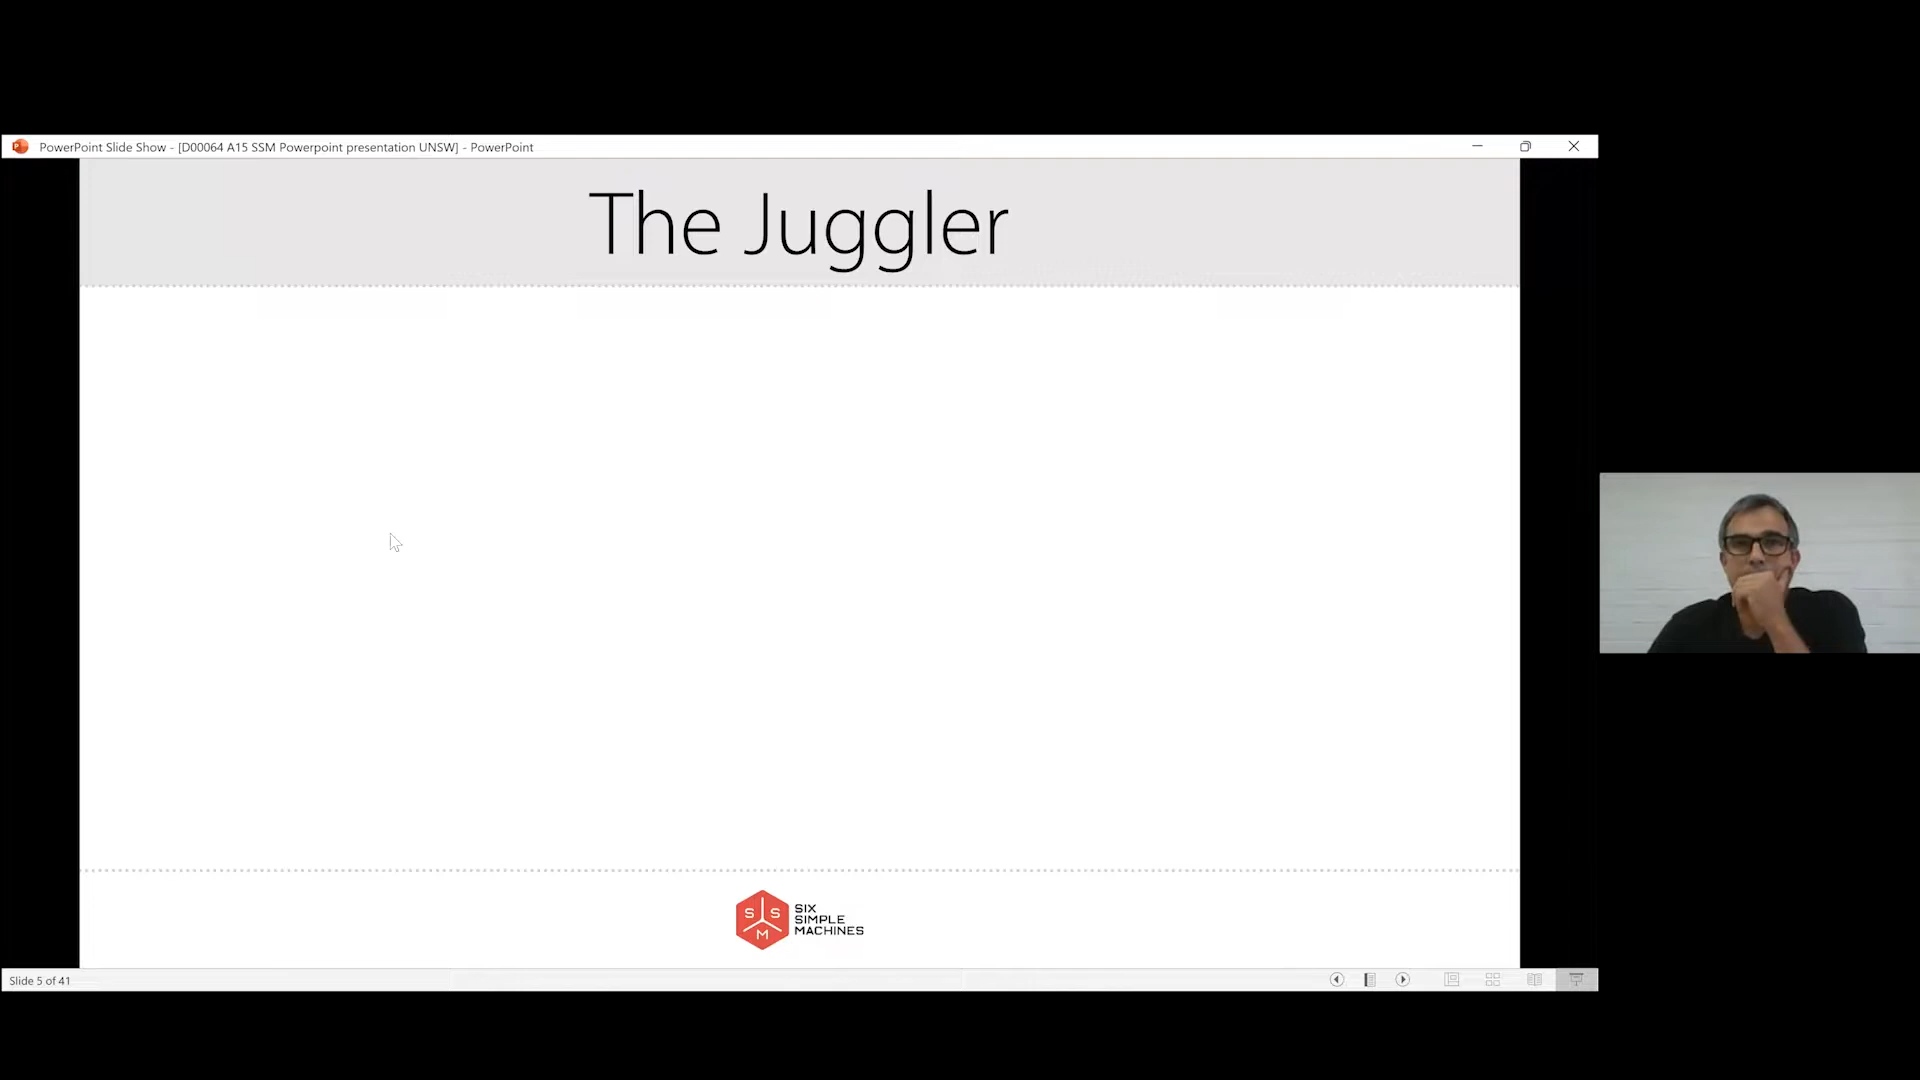 PowerPoint Slide Show - [D00064 A15 SSM Powerpoint presentation UNSW] - PowerPoint
The Juggler
S S
M
SIX
SIMPLE
MACHINES
Slide 5 of 41